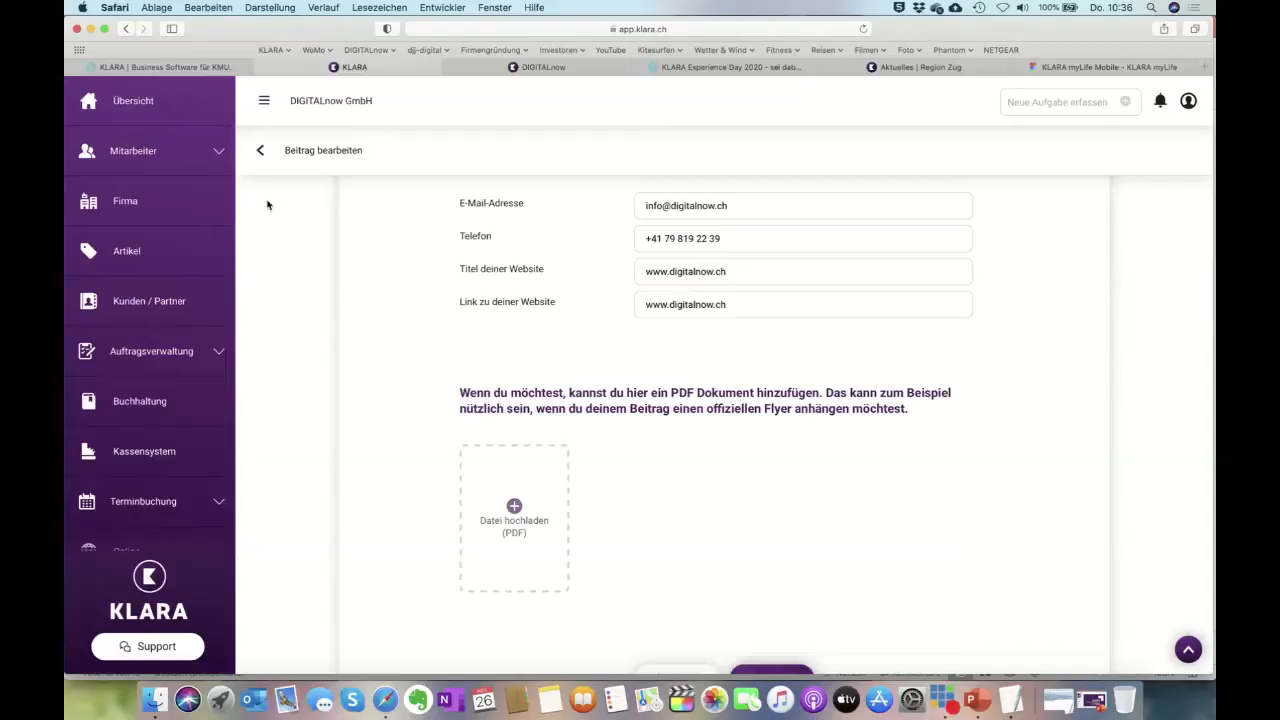 Safari Ablage Bearbeiten Darstellung Verlauf Lesezeichen Entwickler Fenster Hilfe 100% Do. 10:36
app.klara.ch
KLARA WoMo DIGITALnow djj-digital Firmengründung Investoren YouTube Kitesurfen Wetter & Wind Fitness Reisen Filmen Foto Phantom NETGEAR
KLARA | Business Software für KMU. KLARA DIGITALnow KLARA Experience Day 2020 - sei dab... Aktuelles | Region Zug KLARA myLife Mobile - KLARA myLife
Übersicht
DIGITALnow GmbH
Neue Aufgabe erfassen
Mitarbeiter
Beitrag bearbeiten
Firma
E-Mail-Adresse
info@digitalnow.ch
Telefon
+41 79 819 22 39
Artikel
Titel deiner Website
www.digitalnow.ch
Kunden / Partner
Link zu deiner Website
www.digitalnow.ch
Auftragsverwaltung
Wenn du möchtest, kannst du hier ein PDF Dokument hinzufügen. Das kann zum Beispiel
nützlich sein, wenn du deinem Beitrag einen offiziellen Flyer anhängen möchtest.
Buchhaltung
Kassensystem
Terminbuchung
Datei hochladen
(PDF)
KLARA
Support
NOV
26